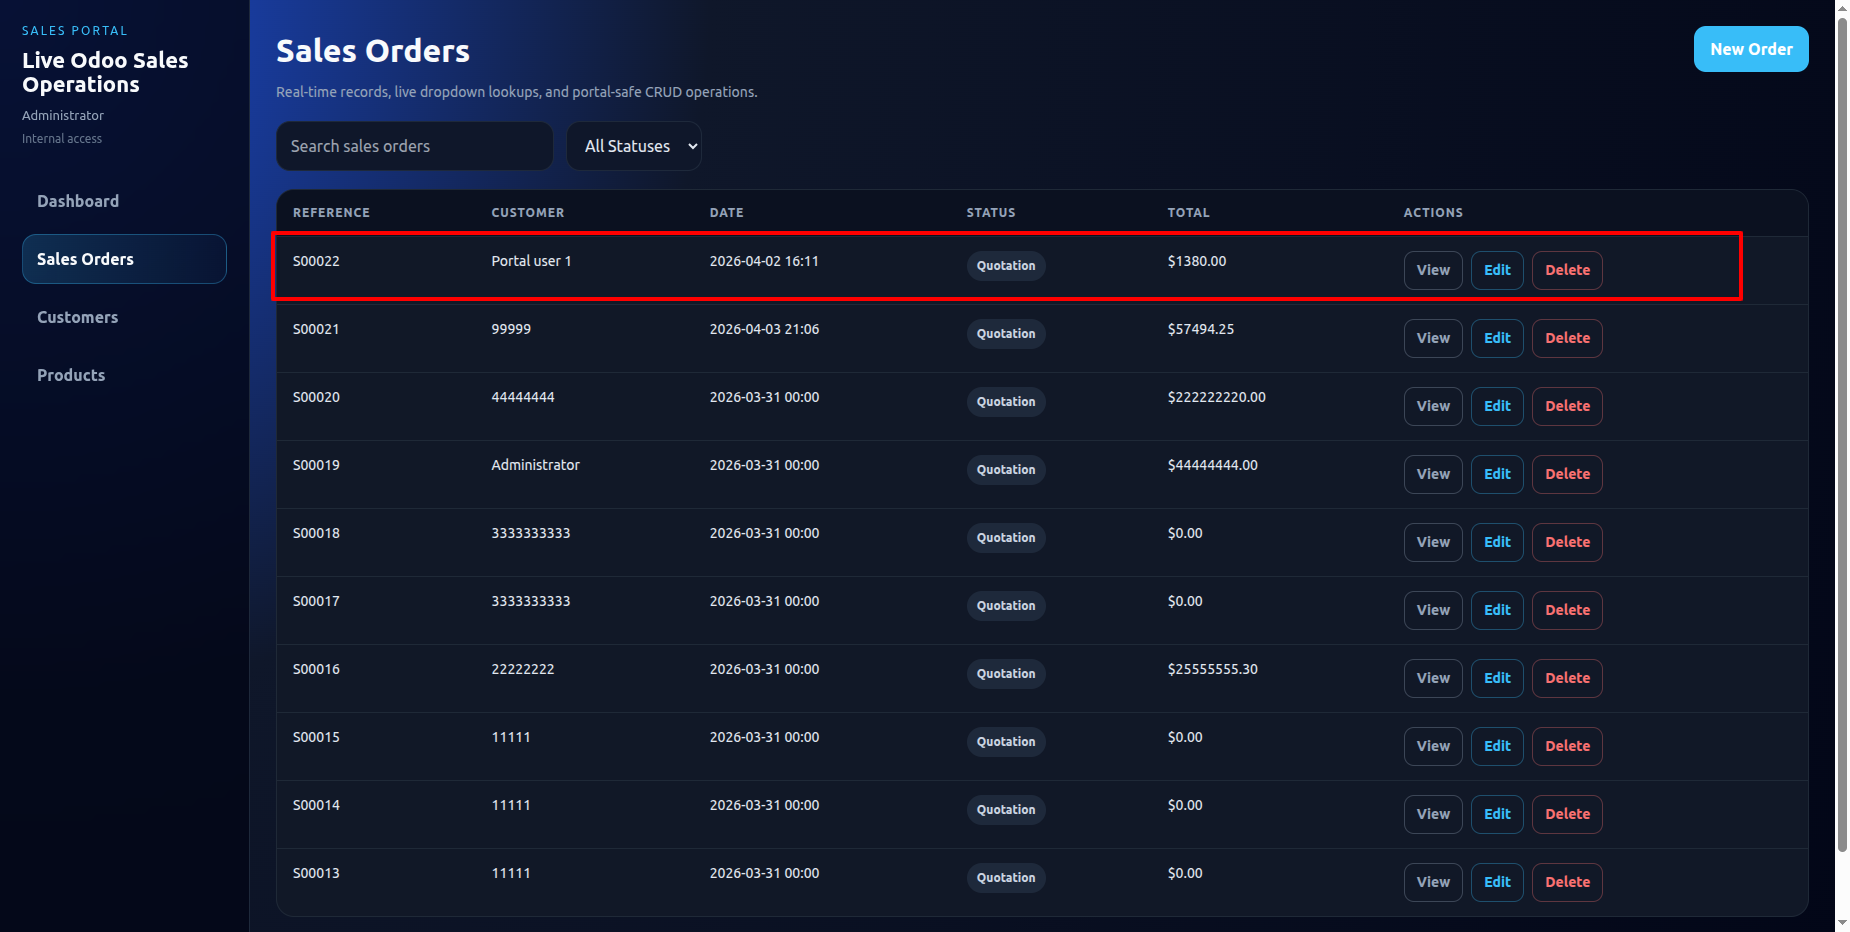 SALES PORTAL
Live Odoo Sales
Operations
Administrator
Internal access
Dashboard
Sales Orders
Customers
Products
Sales Orders
New Order
Real-time records, live dropdown lookups, and portal-safe CRUD operations.
Search sales orders
All Statuses
REFERENCE CUSTOMER DATE STATUS TOTAL ACTIONS
S00022 Portal user 1 2026-04-02 16:11 Quotation $1380.00 View Edit Delete
S00021 99999 2026-04-03 21:06 Quotation $57494.25 View Edit Delete
S00020 44444444 2026-03-31 00:00 Quotation $222222220.00 View Edit Delete
S00019 Administrator 2026-03-31 00:00 Quotation $44444444.00 View Edit Delete
S00018 3333333333 2026-03-31 00:00 Quotation $0.00 View Edit Delete
S00017 3333333333 2026-03-31 00:00 Quotation $0.00 View Edit Delete
S00016 22222222 2026-03-31 00:00 Quotation $25555555.30 View Edit Delete
S00015 11111 2026-03-31 00:00 Quotation $0.00 View Edit Delete
S00014 11111 2026-03-31 00:00 Quotation $0.00 View Edit Delete
S00013 11111 2026-03-31 00:00 Quotation $0.00 View Edit Delete